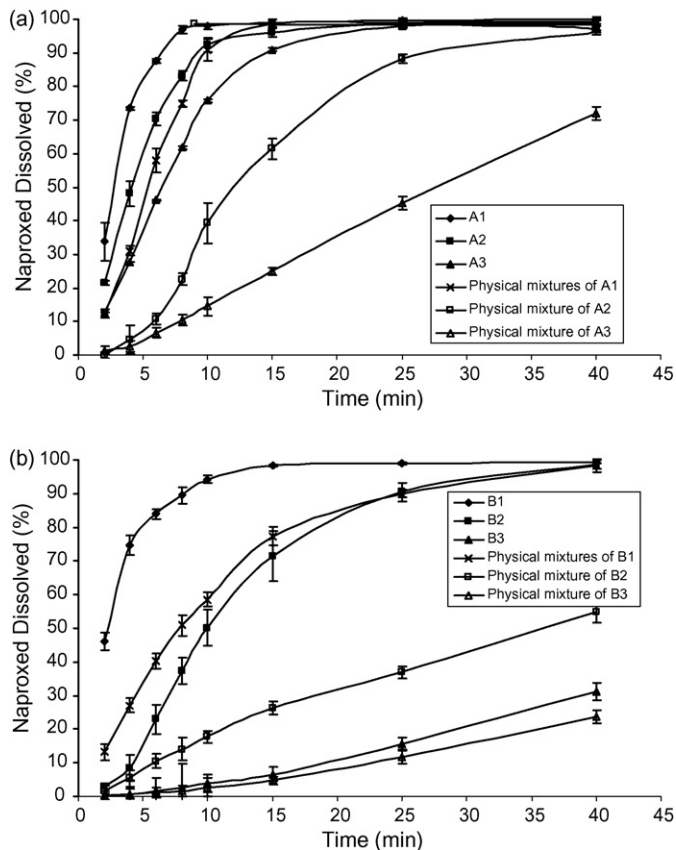 (a)
100
90
80
70
60
50
40
30
20
10
0
Naproxed Dissolved (%)
A1
A2
A3
Physical mixtures of A1
Physical mixture of A2
Physical mixture of A3
0 5 10 15 20 25 30 35 40 45
Time (min)
(b)
100
90
80
70
60
50
40
30
20
10
0
Naproxed Dissolved (%)
B1
B2
B3
Physical mixtures of B1
Physical mixture of B2
Physical mixture of B3
0 5 10 15 20 25 30 35 40 45
Time (min)